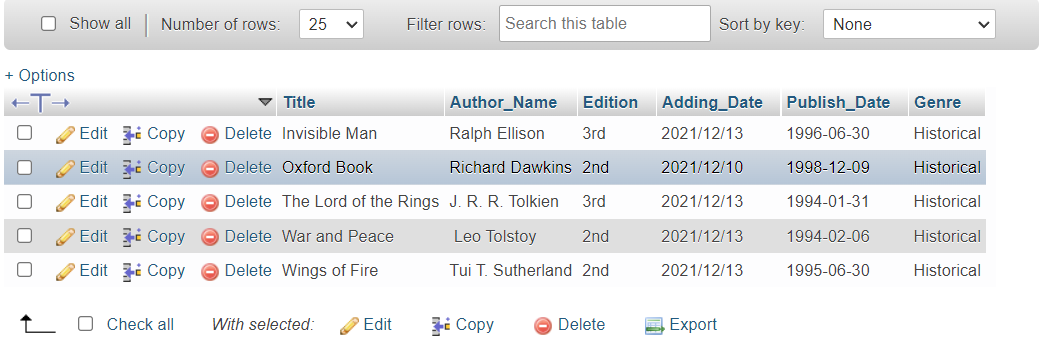 Show all Number of rows: 25 Filter rows: Search this table Sort by key: None
+ Options
Title Author_Name Edition Adding_Date Publish_Date Genre
Edit Copy Delete Invisible Man Ralph Ellison 3rd 2021/12/13 1996-06-30 Historical
Edit Copy Delete Oxford Book Richard Dawkins 2nd 2021/12/10 1998-12-09 Historical
Edit Copy Delete The Lord of the Rings J. R. R. Tolkien 3rd 2021/12/13 1994-01-31 Historical
Edit Copy Delete War and Peace Leo Tolstoy 2nd 2021/12/13 1994-02-06 Historical
Edit Copy Delete Wings of Fire Tui T. Sutherland 2nd 2021/12/13 1995-06-30 Historical
Check all With selected: Edit Copy Delete Export